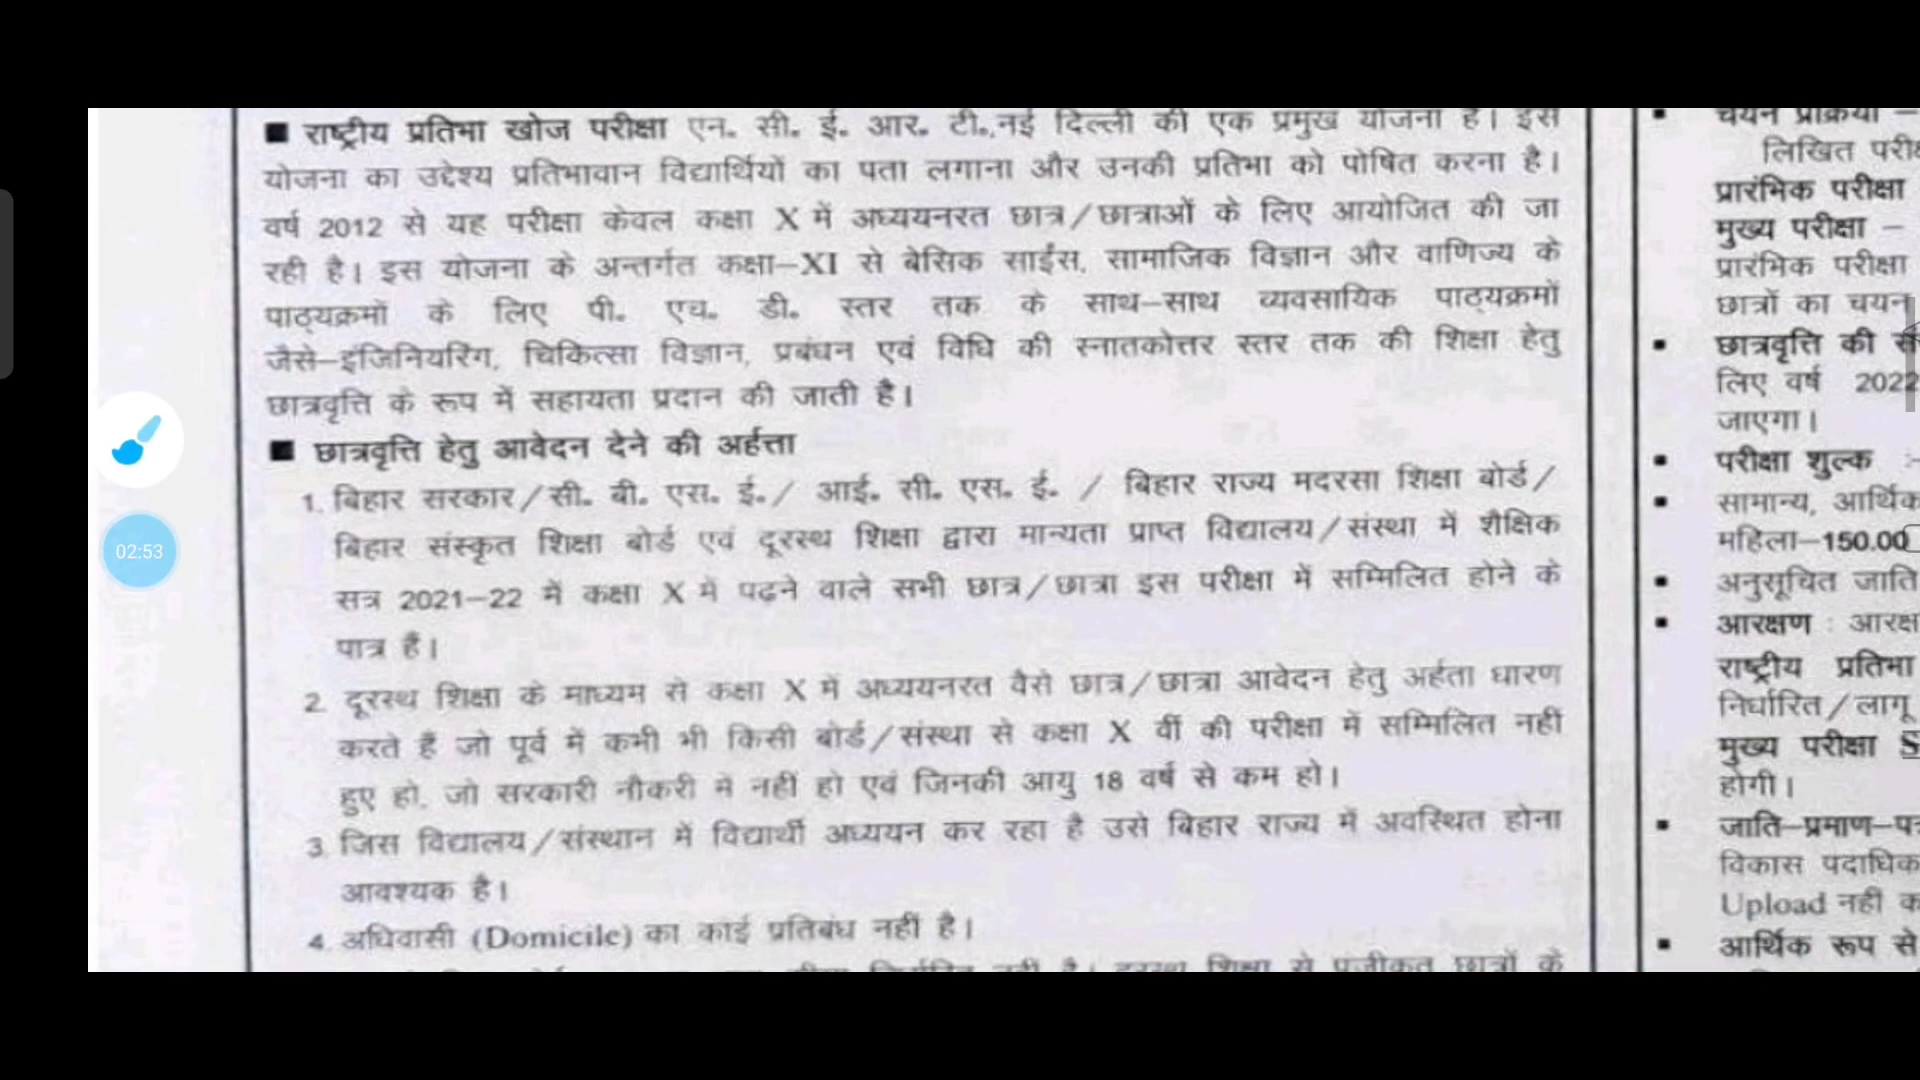 ■ राष्ट्रीय प्रतिभा खोज परीक्षा एन. सी. ई. आर. टी.,नई दिल्ली की एक प्रमुख योजना है। इस
योजना का उद्देश्य प्रतिभावान विद्यार्थियों का पता लगाना और उनकी प्रतिभा को पोषित करना है।
वर्ष 2012 से यह परीक्षा केवल कक्षा X में अध्ययनरत छात्र/छात्राओं के लिए आयोजित की जा
रही है। इस योजना के अन्तर्गत कक्षा–XI से बेसिक साईंस, सामाजिक विज्ञान और वाणिज्य के
पाठ्यक्रमों के लिए पी. एच. डी. स्तर तक के साथ–साथ व्यवसायिक पाठ्यक्रमों
जैसे–इंजिनियरिंग, चिकित्सा विज्ञान, प्रबंधन एवं विधि की स्नातकोत्तर स्तर तक की शिक्षा हेतु
छात्रवृत्ति के रूप में सहायता प्रदान की जाती है।
■ छात्रवृत्ति हेतु आवेदन देने की अर्हत्ता
1. बिहार सरकार/सी. बी. एस. ई./ आई. सी. एस. ई. / बिहार राज्य मदरसा शिक्षा बोर्ड/
बिहार संस्कृत शिक्षा बोर्ड एवं दूरस्थ शिक्षा द्वारा मान्यता प्राप्त विद्यालय/संस्था में शैक्षिक
सत्र 2021–22 में कक्षा X में पढ़ने वाले सभी छात्र/छात्रा इस परीक्षा में सम्मिलित होने के
पात्र हैं।
2. दूरस्थ शिक्षा के माध्यम से कक्षा X में अध्ययनरत वैसे छात्र/छात्रा आवेदन हेतु अर्हता धारण
करते हैं जो पूर्व में कभी भी किसी बोर्ड/संस्था से कक्षा X वीं की परीक्षा में सम्मिलित नहीं
हुए हो, जो सरकारी नौकरी में नहीं हो एवं जिनकी आयु 18 वर्ष से कम हो।
3. जिस विद्यालय/संस्थान में विद्यार्थी अध्ययन कर रहा है उसे बिहार राज्य में अवस्थित होना
आवश्यक है।
4. अधिवासी (Domicile) का कोई प्रतिबंध नहीं है।
दूरस्थ शिक्षा से पंजीकृत छात्रों के
02:53
▪ चयन प्रक्रिया –
लिखित
प्रारंभिक परीक्षा
मुख्य परीक्षा –
प्रारंभिक परीक्षा
छात्रों का चयन
▪ छात्रवृत्ति की
लिए वर्ष 2022
जाएगा।
▪ परीक्षा शुल्क :-
▪ सामान्य, आर्थिक
महिला–150.00
▪ अनुसूचित जाति
▪ आरक्षण :
राष्ट्रीय प्रतिभा
निर्धारित/लागू
मुख्य परीक्षा
होगी।
▪ जाति–प्रमाण–
विकास
Upload नहीं
▪ आर्थिक रूप से